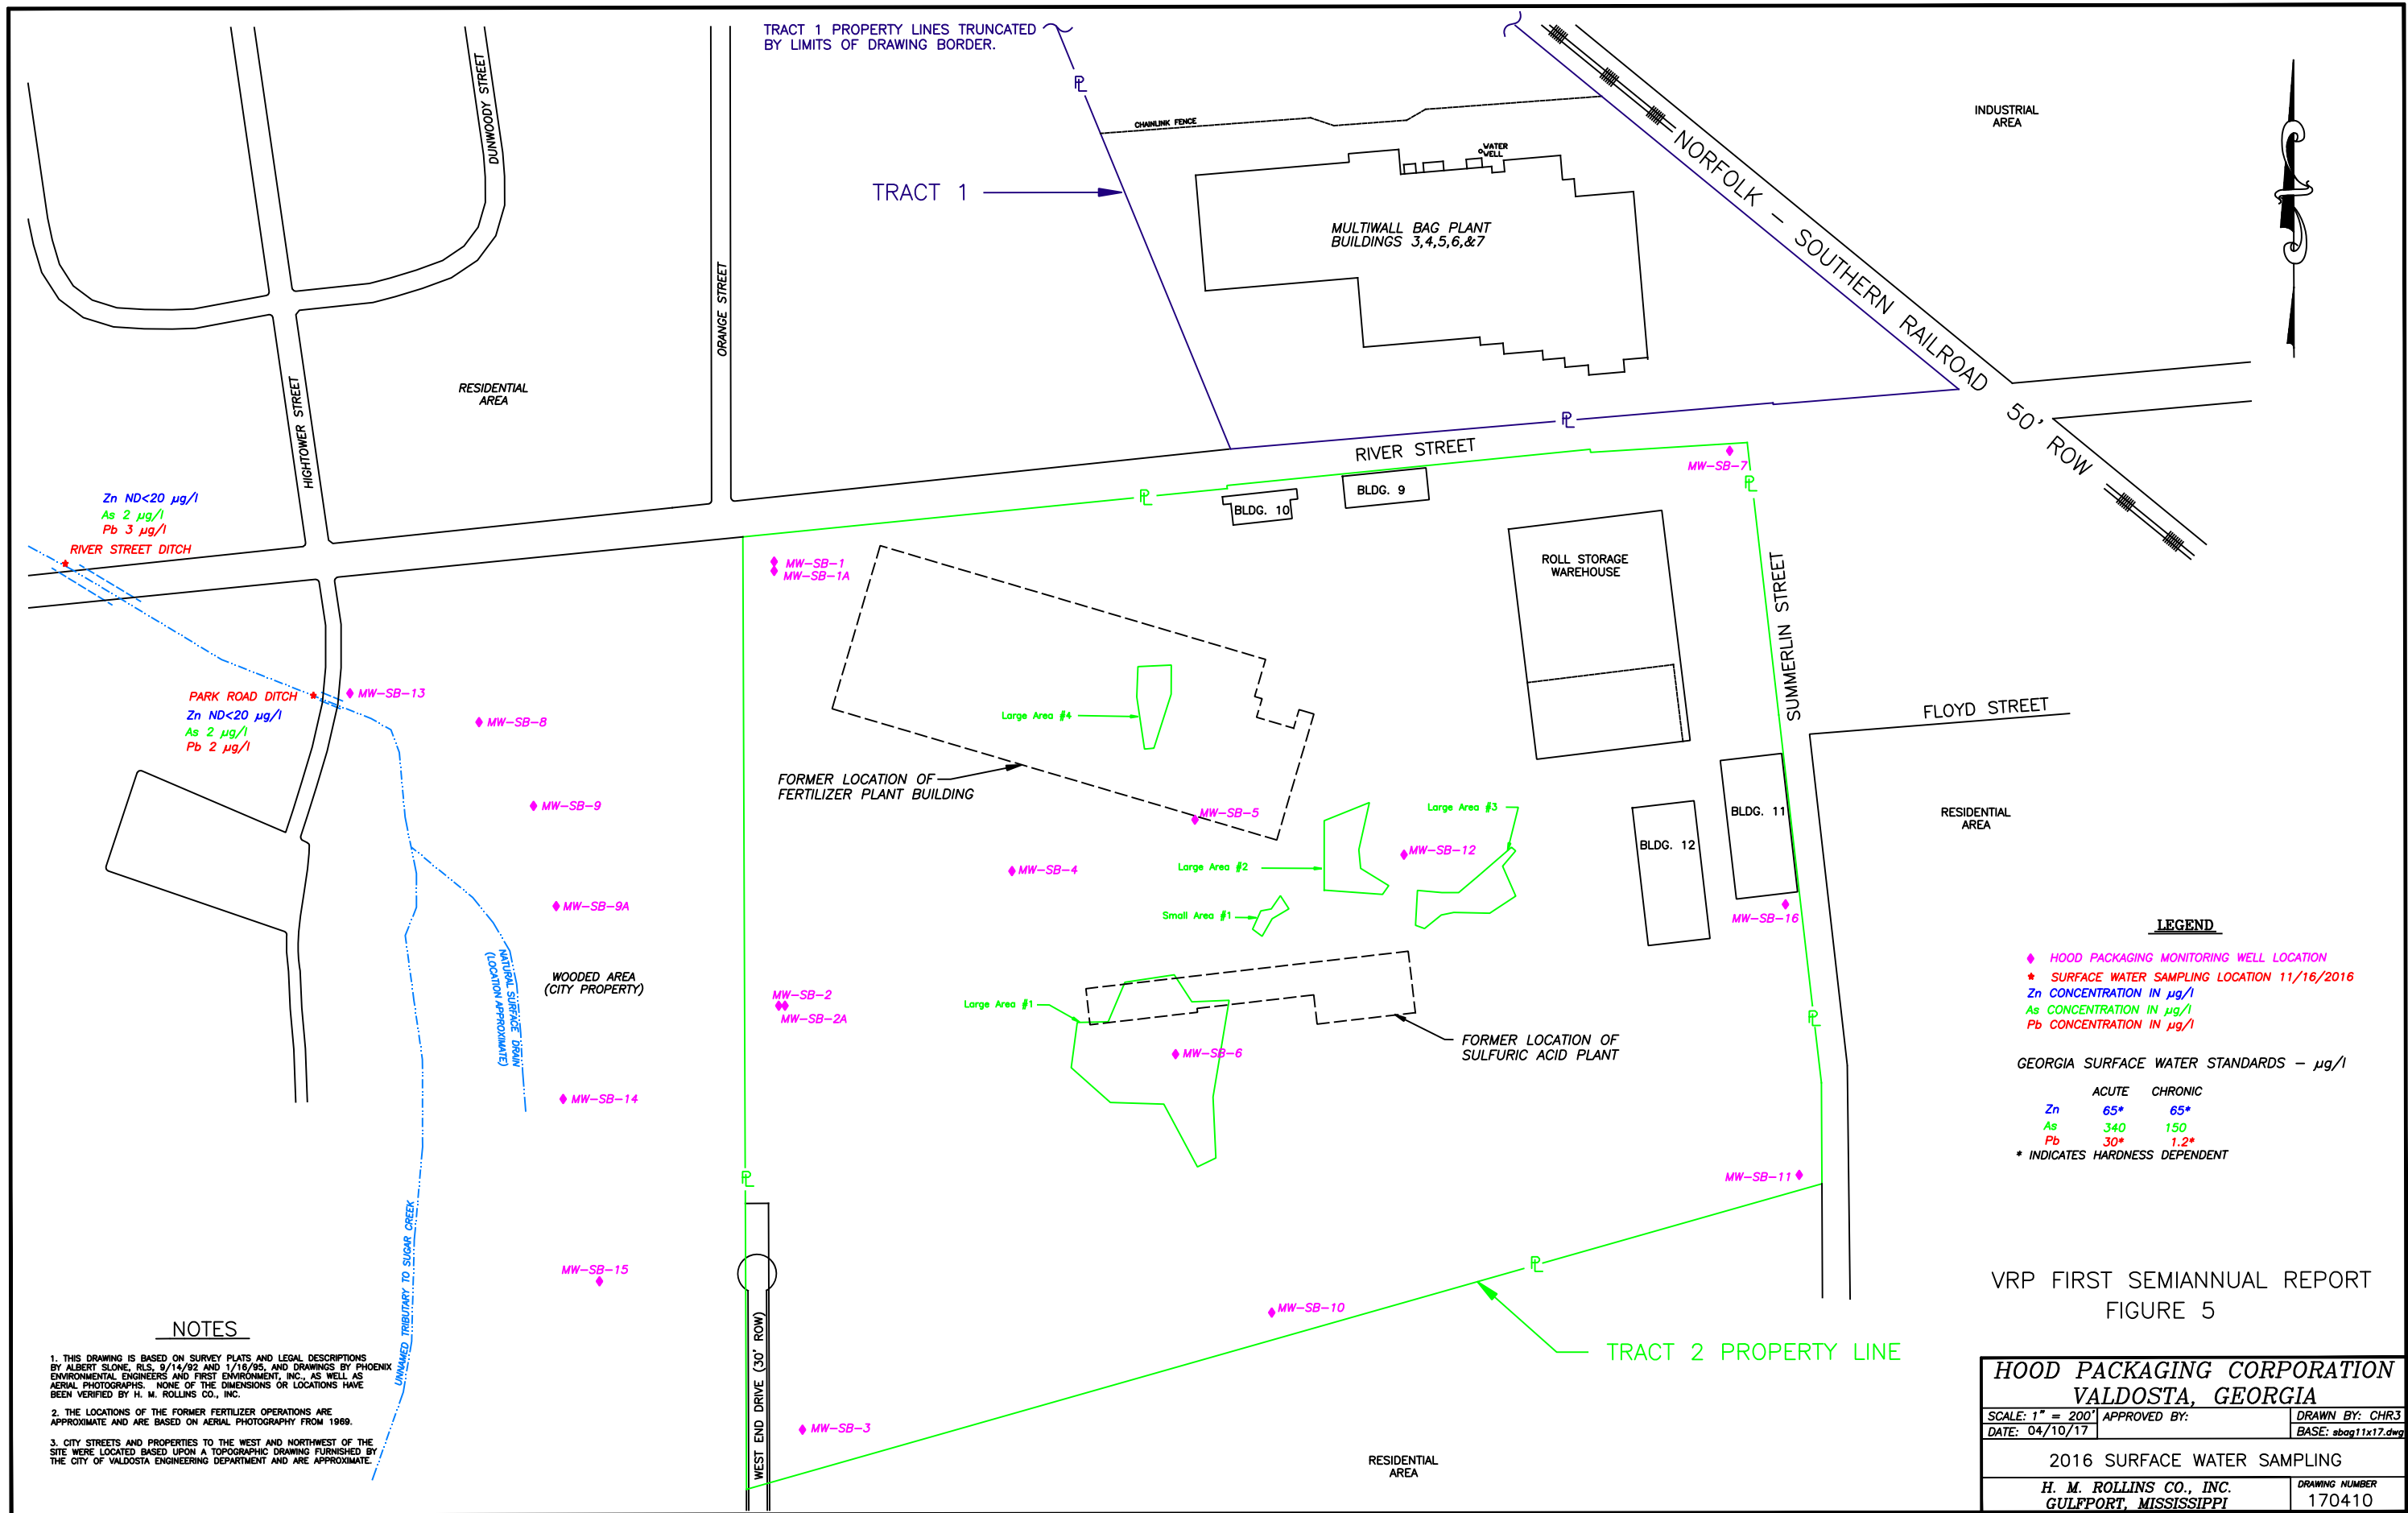 TRACT 1 PROPERTY LINES TRUNCATED
BY LIMITS OF DRAWING BORDER.
DUNWOODY STREET
ORANGE STREET
HIGHTOWER STREET
RESIDENTIAL
AREA
TRACT 1
CHAINLINK FENCE
WATER
WELL
MULTIWALL BAG PLANT
BUILDINGS 3,4,5,6,&7
NORFOLK - SOUTHERN RAILROAD 50' ROW
INDUSTRIAL
AREA
PL
PL
RIVER STREET
Zn ND<20 µg/l
As 2 µg/l
Pb 3 µg/l
RIVER STREET DITCH
PARK ROAD DITCH
Zn ND<20 µg/l
As 2 µg/l
Pb 2 µg/l
MW-SB-13
MW-SB-8
MW-SB-9
MW-SB-9A
WOODED AREA
(CITY PROPERTY)
NATURAL SURFACE DRAIN
(LOCATION APPROXIMATE)
MW-SB-14
MW-SB-15
UNNAMED TRIBUTARY TO SUGAR CREEK
PL
BLDG. 10
BLDG. 9
MW-SB-7
PL
MW-SB-1
MW-SB-1A
ROLL STORAGE
WAREHOUSE
SUMMERLIN STREET
FLOYD STREET
Large Area #4
FORMER LOCATION OF
FERTILIZER PLANT BUILDING
MW-SB-5
MW-SB-4
Large Area #2
Large Area #3
MW-SB-12
Small Area #1
BLDG. 12
BLDG. 11
MW-SB-16
RESIDENTIAL
AREA
MW-SB-2
MW-SB-2A
Large Area #1
MW-SB-6
FORMER LOCATION OF
SULFURIC ACID PLANT
PL
PL
MW-SB-11
PL
MW-SB-10
TRACT 2 PROPERTY LINE
MW-SB-3
WEST END DRIVE (30' ROW)
RESIDENTIAL
AREA
LEGEND
HOOD PACKAGING MONITORING WELL LOCATION
* SURFACE WATER SAMPLING LOCATION 11/16/2016
Zn CONCENTRATION IN µg/l
As CONCENTRATION IN µg/l
Pb CONCENTRATION IN µg/l
GEORGIA SURFACE WATER STANDARDS - µg/l
ACUTE CHRONIC
Zn 65* 65*
As 340 150
Pb 30* 1.2*
* INDICATES HARDNESS DEPENDENT
VRP FIRST SEMIANNUAL REPORT
FIGURE 5
NOTES
1. THIS DRAWING IS BASED ON SURVEY PLATS AND LEGAL DESCRIPTIONS
BY ALBERT SLONE, RLS, 9/14/92 AND 1/16/95, AND DRAWINGS BY PHOENIX
ENVIRONMENTAL ENGINEERS AND FIRST ENVIRONMENT, INC., AS WELL AS
AERIAL PHOTOGRAPHS. NONE OF THE DIMENSIONS OR LOCATIONS HAVE
BEEN VERIFIED BY H. M. ROLLINS CO., INC.
2. THE LOCATIONS OF THE FORMER FERTILIZER OPERATIONS ARE
APPROXIMATE AND ARE BASED ON AERIAL PHOTOGRAPHY FROM 1969.
3. CITY STREETS AND PROPERTIES TO THE WEST AND NORTHWEST OF THE
SITE WERE LOCATED BASED UPON A TOPOGRAPHIC DRAWING FURNISHED BY
THE CITY OF VALDOSTA ENGINEERING DEPARTMENT AND ARE APPROXIMATE.
HOOD PACKAGING CORPORATION
VALDOSTA, GEORGIA
SCALE: 1" = 200' APPROVED BY: DRAWN BY: CHR3
DATE: 04/10/17 BASE: sbag11x17.dwg
2016 SURFACE WATER SAMPLING
H. M. ROLLINS CO., INC.
GULFPORT, MISSISSIPPI
DRAWING NUMBER
170410